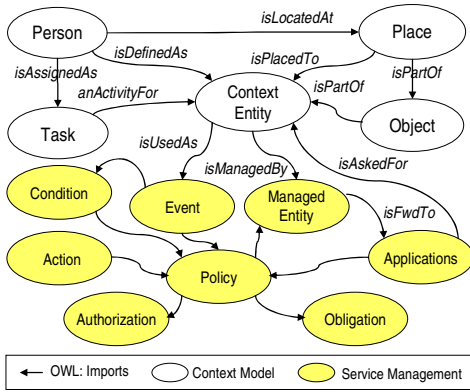 Person
isLocatedAt
Place
isDefinedAs
isPlacedTo
isAssignedAs
isPartOf
isPartOf
anActivityFor
Context
Entity
Task
Object
isUsedAs
isAskedFor
isManagedBy
Condition
Event
Managed
Entity
isFwdTo
Action
Policy
Applications
Authorization
Obligation
OWL: Imports
Context Model
Service Management